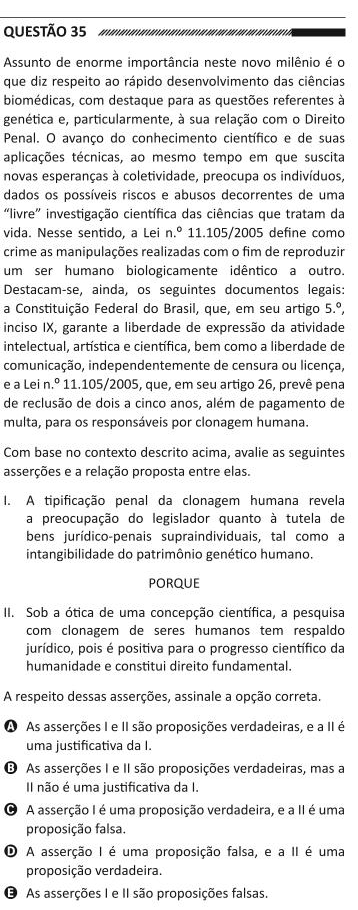 QUESTÃO 35
Assunto de enorme importância neste novo milênio é o
que diz respeito ao rápido desenvolvimento das ciências
biomédicas, com destaque para as questões referentes à
genética e, particularmente, à sua relação com o Direito
Penal. O avanço do conhecimento científico e de suas
aplicações técnicas, ao mesmo tempo em que suscita
novas esperanças à coletividade, preocupa os indivíduos,
dados os possíveis riscos e abusos decorrentes de uma
“livre” investigação científica das ciências que tratam da
vida. Nesse sentido, a Lei n.º 11.105/2005 define como
crime as manipulações realizadas com o fim de reproduzir
um ser humano biologicamente idêntico a outro.
Destacam-se, ainda, os seguintes documentos legais:
a Constituição Federal do Brasil, que, em seu artigo 5.º,
inciso IX, garante a liberdade de expressão da atividade
intelectual, artística e científica, bem como a liberdade de
comunicação, independentemente de censura ou licença,
e a Lei n.º 11.105/2005, que, em seu artigo 26, prevê pena
de reclusão de dois a cinco anos, além de pagamento de
multa, para os responsáveis por clonagem humana.
Com base no contexto descrito acima, avalie as seguintes
asserções e a relação proposta entre elas.
I. A tipificação penal da clonagem humana revela
a preocupação do legislador quanto à tutela de
bens jurídico-penais supraindividuais, tal como a
intangibilidade do patrimônio genético humano.
PORQUE
II. Sob a ótica de uma concepção científica, a pesquisa
com clonagem de seres humanos tem respaldo
jurídico, pois é positiva para o progresso científico da
humanidade e constitui direito fundamental.
A respeito dessas asserções, assinale a opção correta.
A As asserções I e II são proposições verdadeiras, e a II é
uma justificativa da I.
B As asserções I e II são proposições verdadeiras, mas a
II não é uma justificativa da I.
C A asserção I é uma proposição verdadeira, e a II é uma
proposição falsa.
D A asserção I é uma proposição falsa, e a II é uma
proposição verdadeira.
E As asserções I e II são proposições falsas.